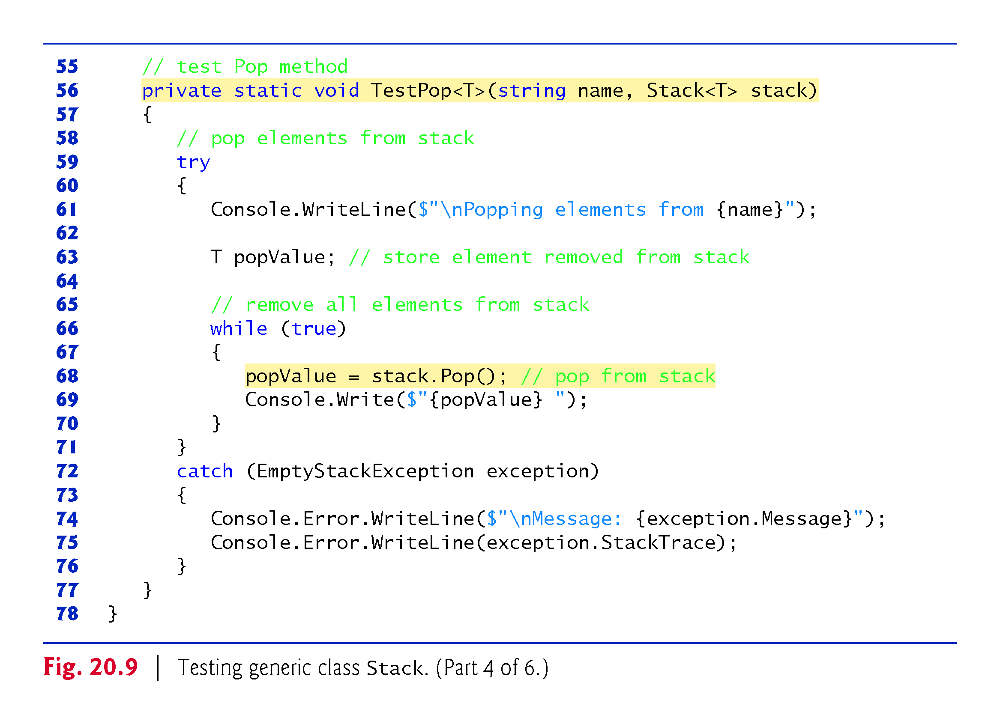 55 // test Pop method
56 private static void TestPop<T>(string name, Stack<T> stack)
57 {
58 // pop elements from stack
59 try
60 {
61 Console.WriteLine($"\nPopping elements from {name}");
62
63 T popValue; // store element removed from stack
64
65 // remove all elements from stack
66 while (true)
67 {
68 popValue = stack.Pop(); // pop from stack
69 Console.Write($"{popValue} ");
70 }
71 }
72 catch (EmptyStackException exception)
73 {
74 Console.Error.WriteLine($"\nMessage: {exception.Message}");
75 Console.Error.WriteLine(exception.StackTrace);
76 }
77 }
78 }
Fig. 20.9 | Testing generic class Stack. (Part 4 of 6.)